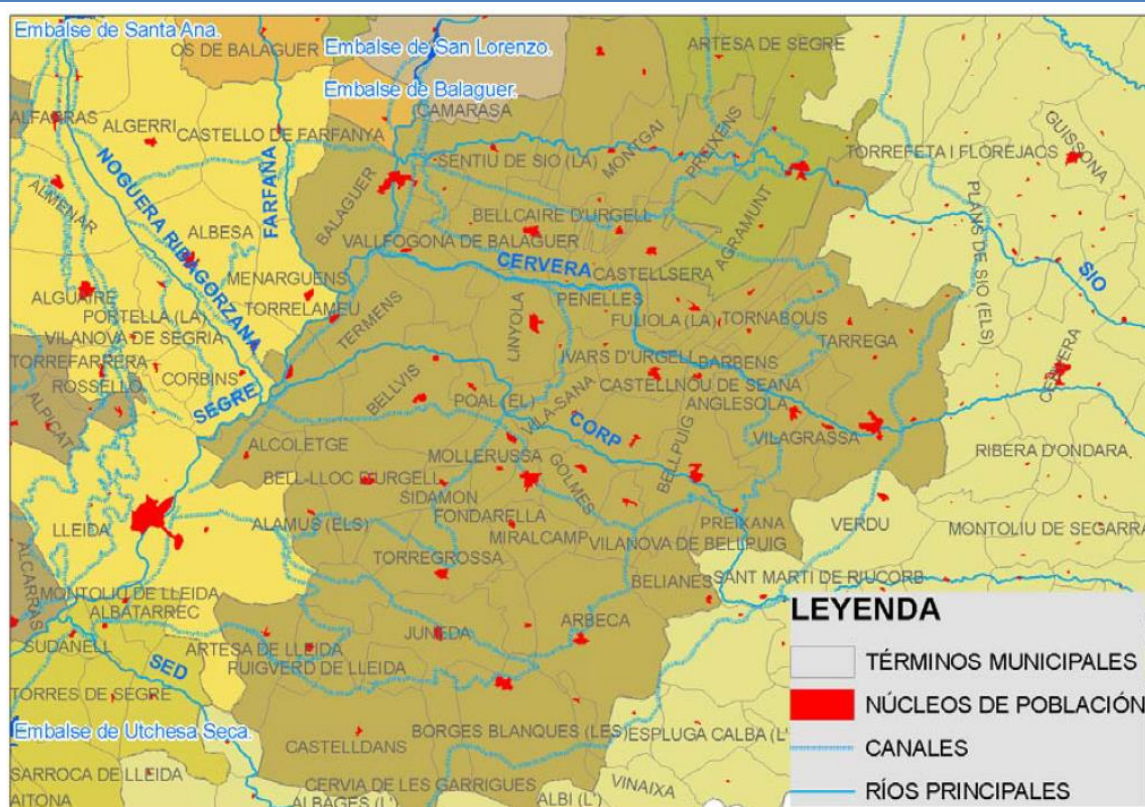 Embalse de Santa Ana.
OS DE BALAGUER
Embalse de San Lorenzo.
ARTESA DE SEGRE
Embalse de Balaguer.
CAMARASA
ALFARRAS
ALGERRI
CASTELLO DE FARFANYA
GUISSONA
SENTIU DE SIO (LA)
MONTGAI
PREIXENS
TORREFETA I FLOREJACS
NOGUERA RIBAGORZANA
FARFAÑA
BALAGUER
ALMENAR
ALBESA
BELLCAIRE D'URGELL
AGRAMUNT
PLANS DE SIO (ELS)
VALLFOGONA DE BALAGUER
CERVERA
CASTELLSERA
SIO
MENARGUENS
ALGUAIRE
PORTELLA (LA)
TORRELAMEU
TERMENS
LINYOLA
PENELLES
FULIOLA (LA)
TORNABOUS
VILANOVA DE SEGRIA
TARREGA
TORREFARRERA
CORBINS
IVARS D'URGELL
BARBENS
CERVERA
ROSSELLO
SEGRE
BELLVIS
POAL (EL)
VILA-SANA
CASTELLNOU DE SEANA
ANGLESOLA
ALPICAT
CORP
VILAGRASSA
ALCOLETGE
MOLLERUSSA
GOLMES
BELLPUIG
RIBERA D'ONDARA
BELL-LLOC D'URGELL
SIDAMON
FONDARELLA
LLEIDA
ALAMUS (ELS)
MIRALCAMP
VILANOVA DE BELLPUIG
PREIXANA
VERDU
MONTOLIU DE SEGARRA
TORREGROSSA
ALCARRAS
BELIANES
SANT MARTI DE RIUCORB
MONTOLIU DE LLEIDA
ALBATARREC
SUDANELL
JUNEDA
ARBECA
ARTESA DE LLEIDA
PUIGVERD DE LLEIDA
SED
TORRES DE SEGRE
Embalse de Utchesa Seca.
CASTELLDANS
BORGES BLANQUES (LES)
ESPLUGA CALBA (L'
SARROCA DE LLEIDA
CERVIA DE LES GARRIGUES
VINAIXA
AITONA
ALBAGES (L')
ALBI (L')
LEYENDA
TÉRMINOS MUNICIPALES
NÚCLEOS DE POBLACIÓN
CANALES
RÍOS PRINCIPALES